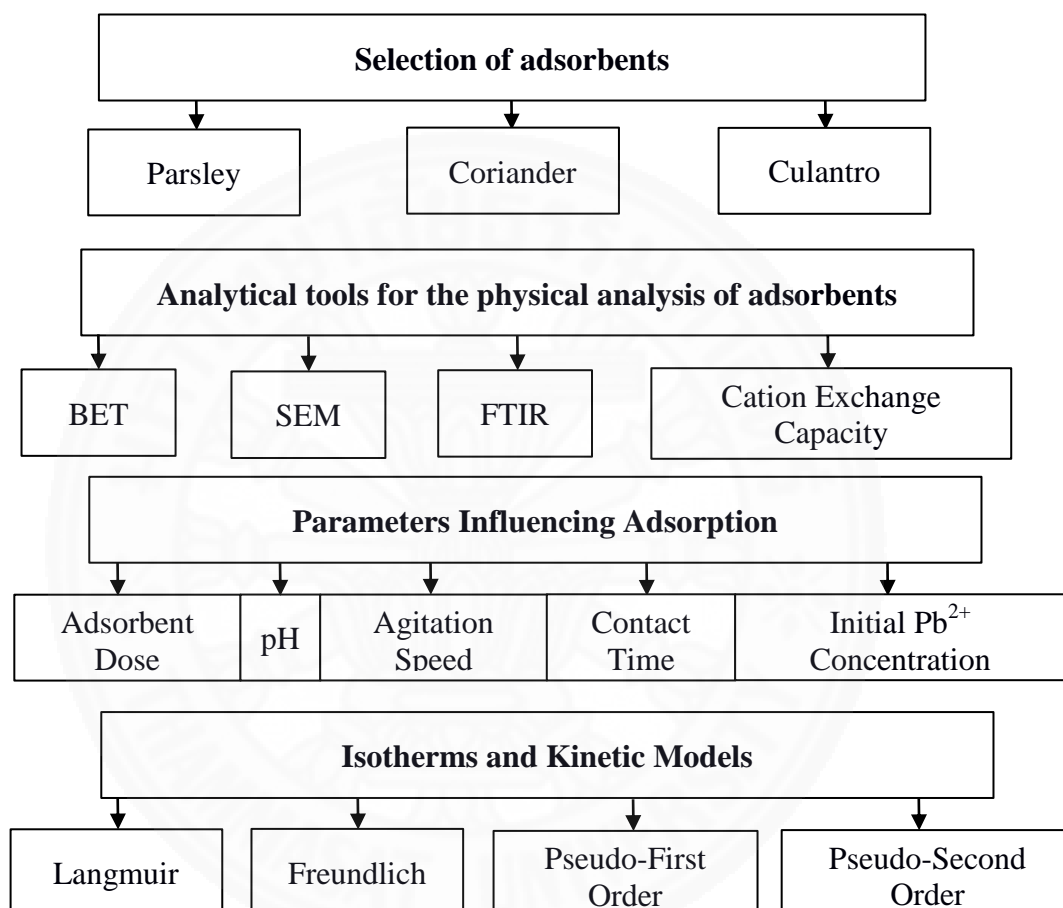 Selection of adsorbents
Parsley
Coriander
Culantro
Analytical tools for the physical analysis of adsorbents
BET
SEM
FTIR
Cation Exchange
Capacity
Parameters Influencing Adsorption
Adsorbent
Dose
pH
Agitation
Speed
Contact
Time
Initial Pb²⁺
Concentration
Isotherms and Kinetic Models
Langmuir
Freundlich
Pseudo-First
Order
Pseudo-Second
Order